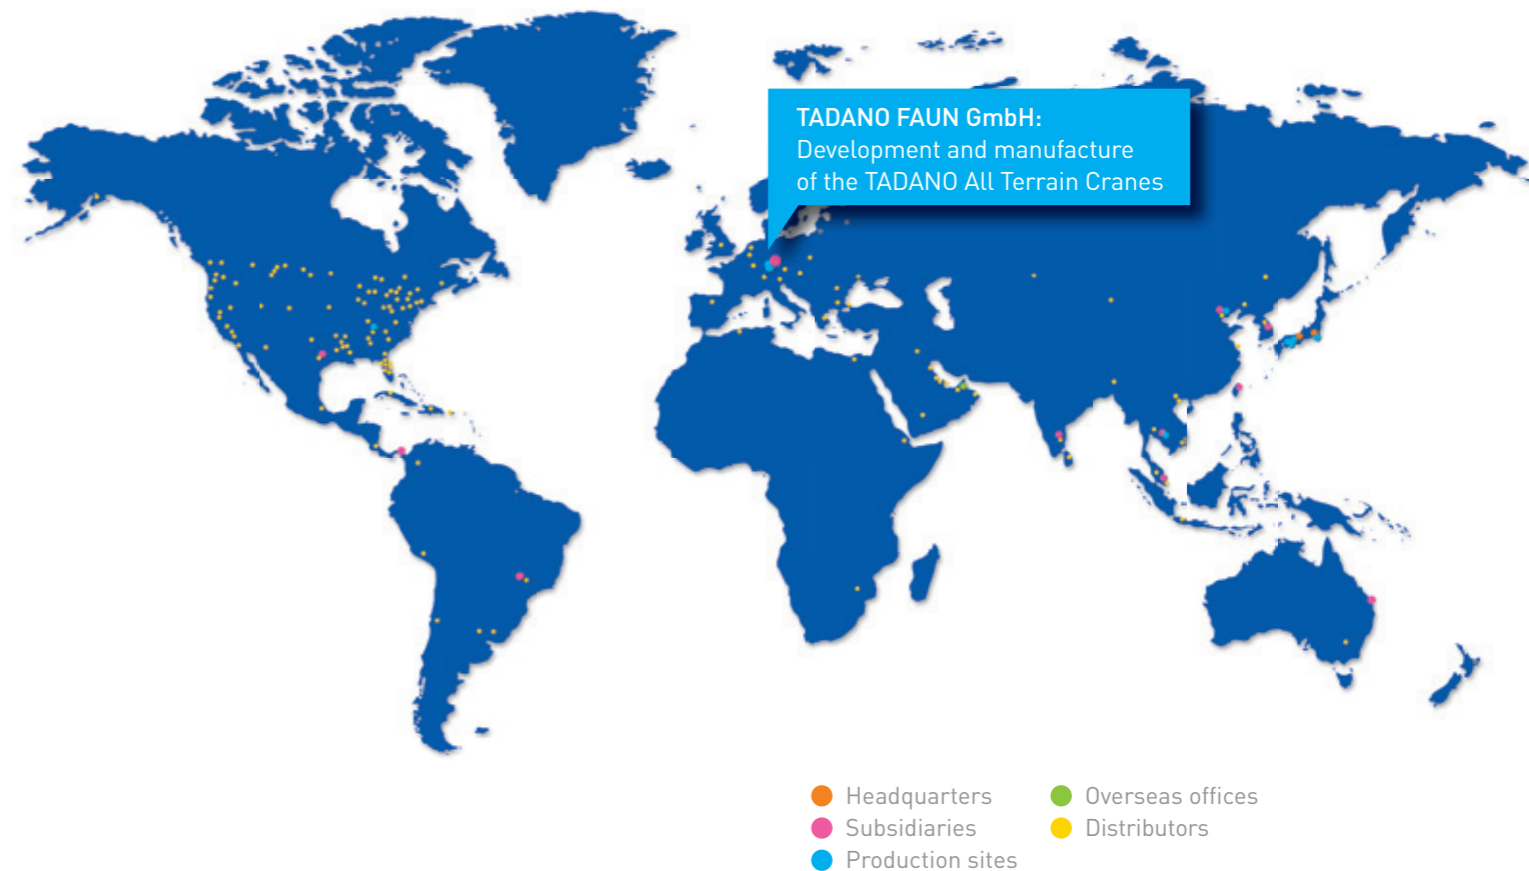 TADANO FAUN GmbH:
Development and manufacture
of the TADANO All Terrain Cranes
Headquarters
Subsidiaries
Production sites
Overseas offices
Distributors